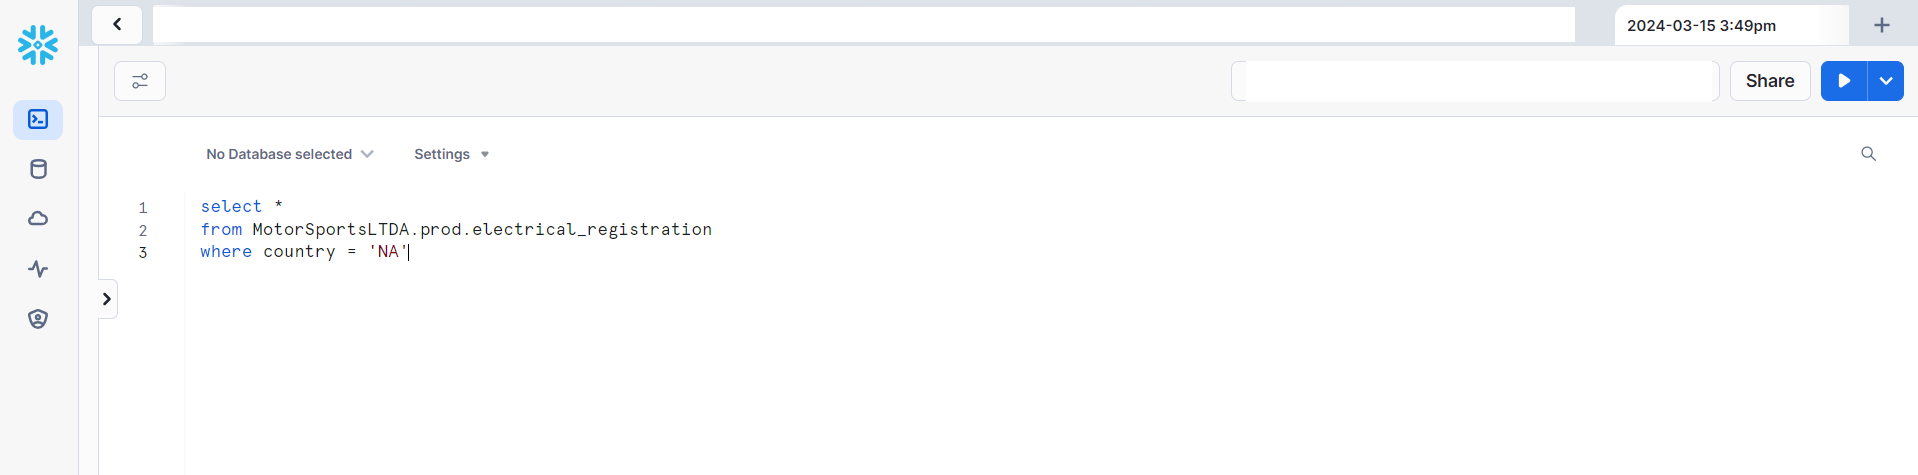 2024-03-15 3:49pm
Share
No Database selected Settings
1 select *
2 from MotorSportsLTDA.prod.electrical_registration
3 where country = 'NA'